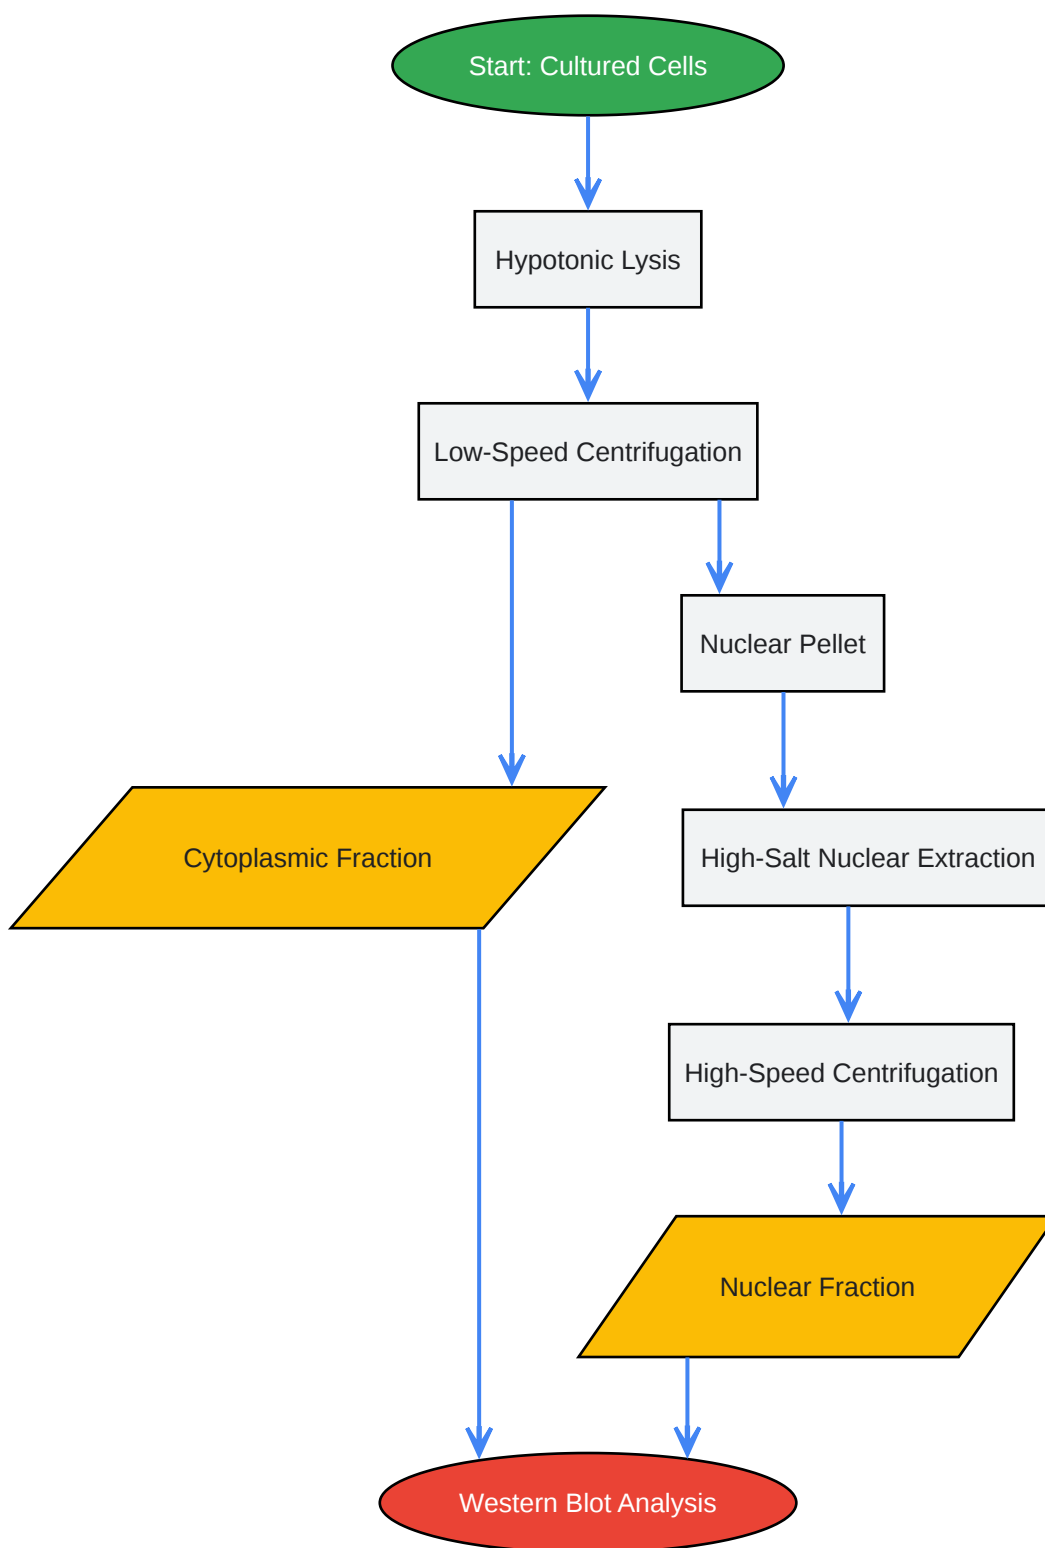 Start: Cultured Cells
Hypotonic Lysis
Low-Speed Centrifugation
Nuclear Pellet
Cytoplasmic Fraction
High-Salt Nuclear Extraction
High-Speed Centrifugation
Nuclear Fraction
Western Blot Analysis